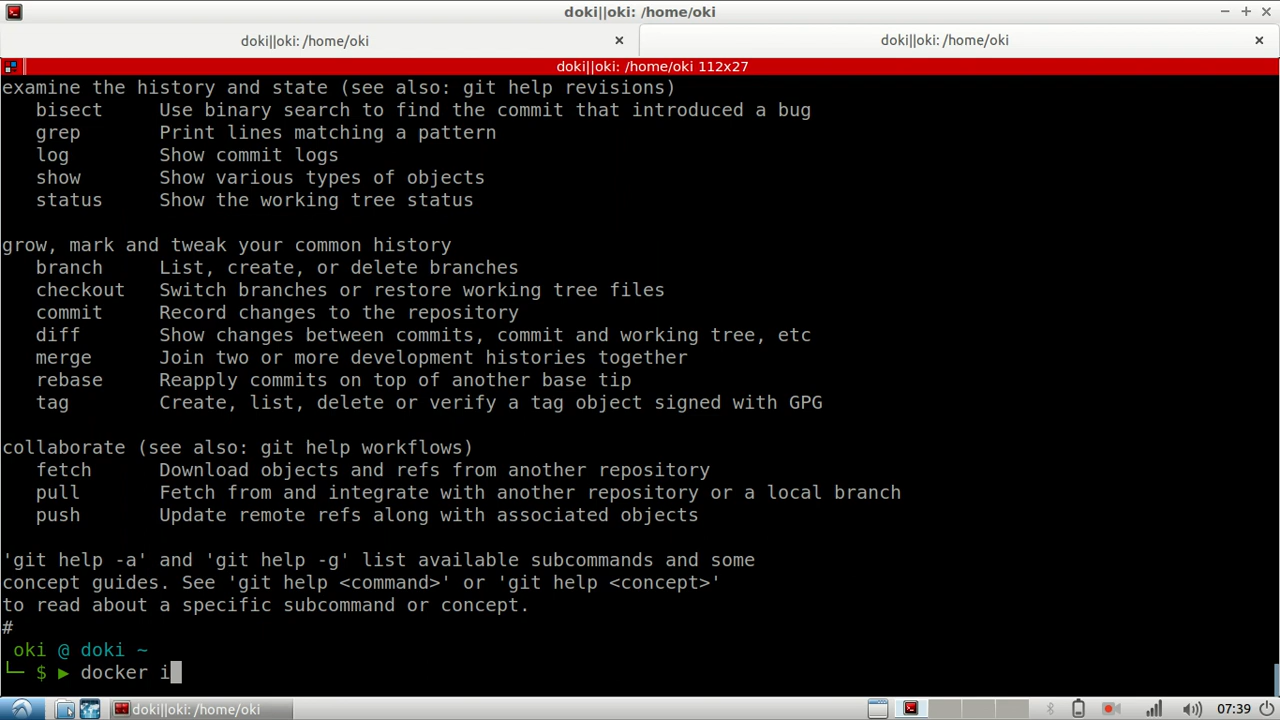 doki||oki: /home/oki
doki||oki: /home/oki
doki||oki: /home/oki
doki||oki: /home/oki 112x27
examine the history and state (see also: git help revisions)
   bisect     Use binary search to find the commit that introduced a bug
   grep       Print lines matching a pattern
   log        Show commit logs
   show       Show various types of objects
   status     Show the working tree status
grow, mark and tweak your common history
   branch     List, create, or delete branches
   checkout   Switch branches or restore working tree files
   commit     Record changes to the repository
   diff       Show changes between commits, commit and working tree, etc
   merge      Join two or more development histories together
   rebase     Reapply commits on top of another base tip
   tag        Create, list, delete or verify a tag object signed with GPG
collaborate (see also: git help workflows)
   fetch      Download objects and refs from another repository
   pull       Fetch from and integrate with another repository or a local branch
   push       Update remote refs along with associated objects
'git help -a' and 'git help -g' list available subcommands and some
concept guides. See 'git help <command>' or 'git help <concept>'
to read about a specific subcommand or concept.
#
 oki @ doki ~
└─ $ ▶ docker i
doki||oki: /home/oki
07:39